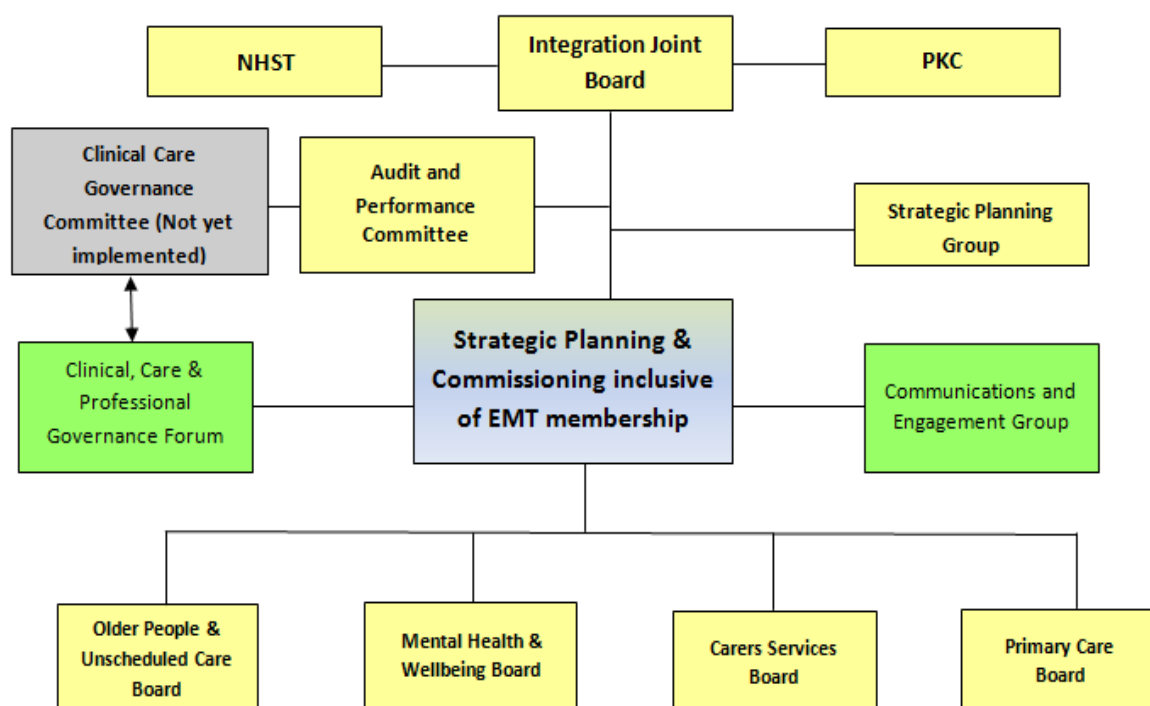 NHST
Integration Joint
Board
PKC
Clinical Care
Governance
Committee (Not yet
implemented)
Audit and
Performance
Committee
Strategic Planning
Group
Strategic Planning &
Commissioning inclusive
of EMT membership
Clinical, Care &
Professional
Governance Forum
Communications and
Engagement Group
Older People &
Unscheduled Care
Board
Mental Health &
Wellbeing Board
Carers Services
Board
Primary Care
Board